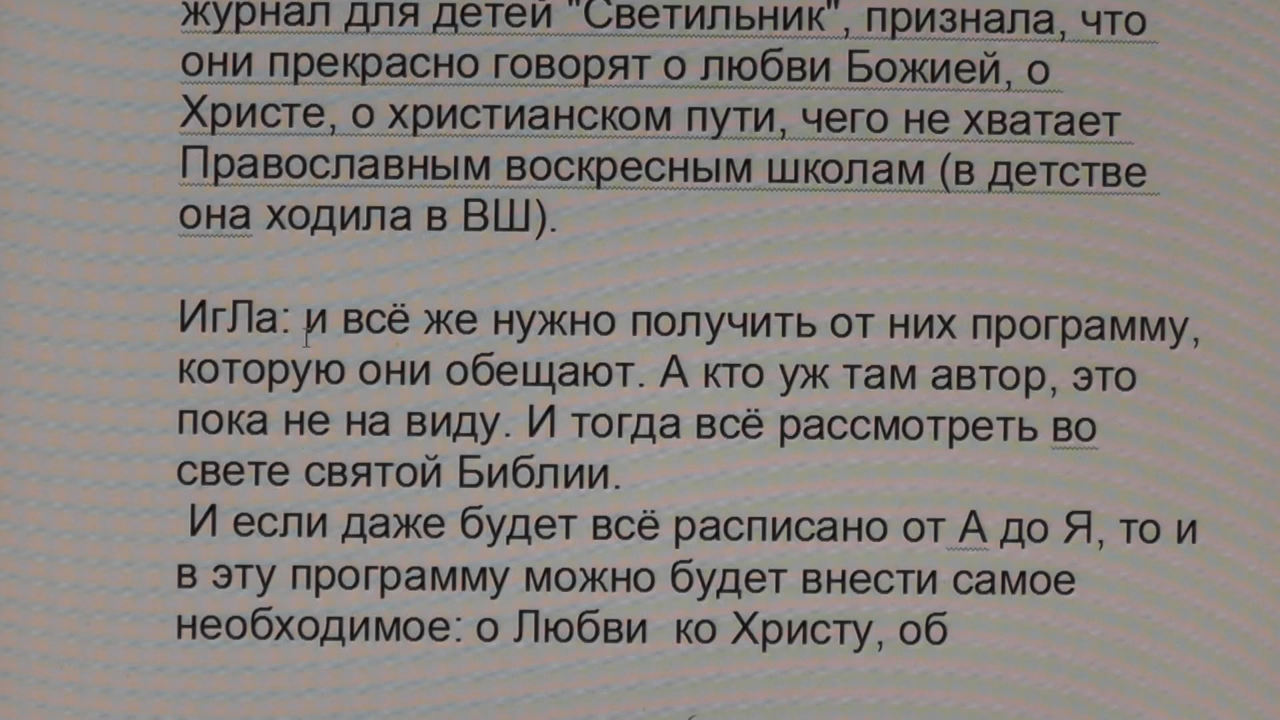 журнал для детей "Светильник", признала, что
они прекрасно говорят о любви Божией, о
Христе, о христианском пути, чего не хватает
Православным воскресным школам (в детстве
она ходила в ВШ).
ИгЛа: и всё же нужно получить от них программу,
которую они обещают. А кто уж там автор, это
пока не на виду. И тогда всё рассмотреть во
свете святой Библии.
И если даже будет всё расписано от А до Я, то и
в эту программу можно будет внести самое
необходимое: о Любви ко Христу, об